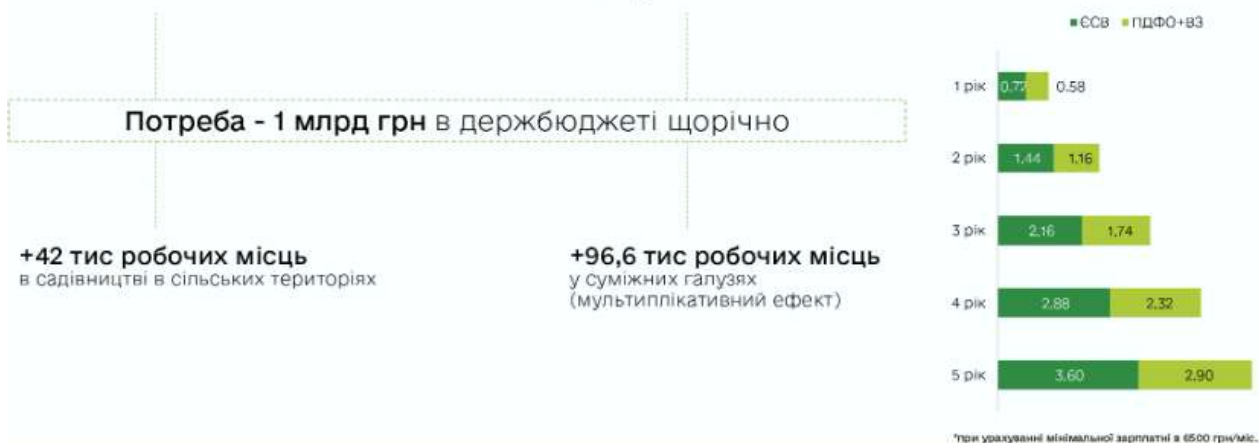 Потреба - 1 млрд грн в держбюджеті щорічно
+42 тис робочих місць
в садівництві в сільських територіях
+96,6 тис робочих місць
у суміжних галузях
(мультиплікативний ефект)
ЄСВ ПДФО+ВЗ
1 рік 0.72 0.58
2 рік 1.44 1.16
3 рік 2.16 1.74
4 рік 2.88 2.32
5 рік 3.60 2.90
*при урахуванні мінімальної зарплатні в 6500 грн/міс.